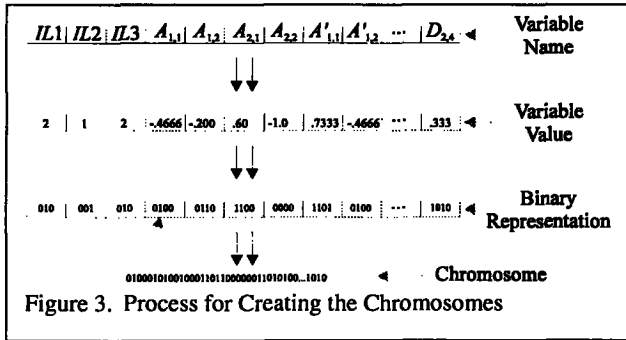 IL1 | IL2 | IL3 A1,1 | A1,2 | A2,1 | A2,2 | A'1,1 | A'1,2 ... | D2,4 Variable Name
2 | 1 | 2 -.4666 -.200 .60 -1.0 .7333 -.4666 ... .333 Variable Value
010 | 001 | 010 0100 0110 1100 0000 1101 0100 ... 1010 Binary Representation
010001010010001101100000011010100...1010 Chromosome
Figure 3. Process for Creating the Chromosomes